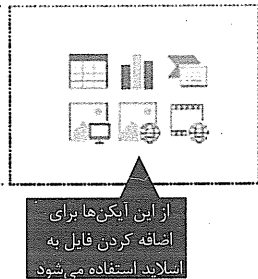 از این آیکن‌ها برای
اضافه کردن فایل به
اسلاید استفاده می‌شود